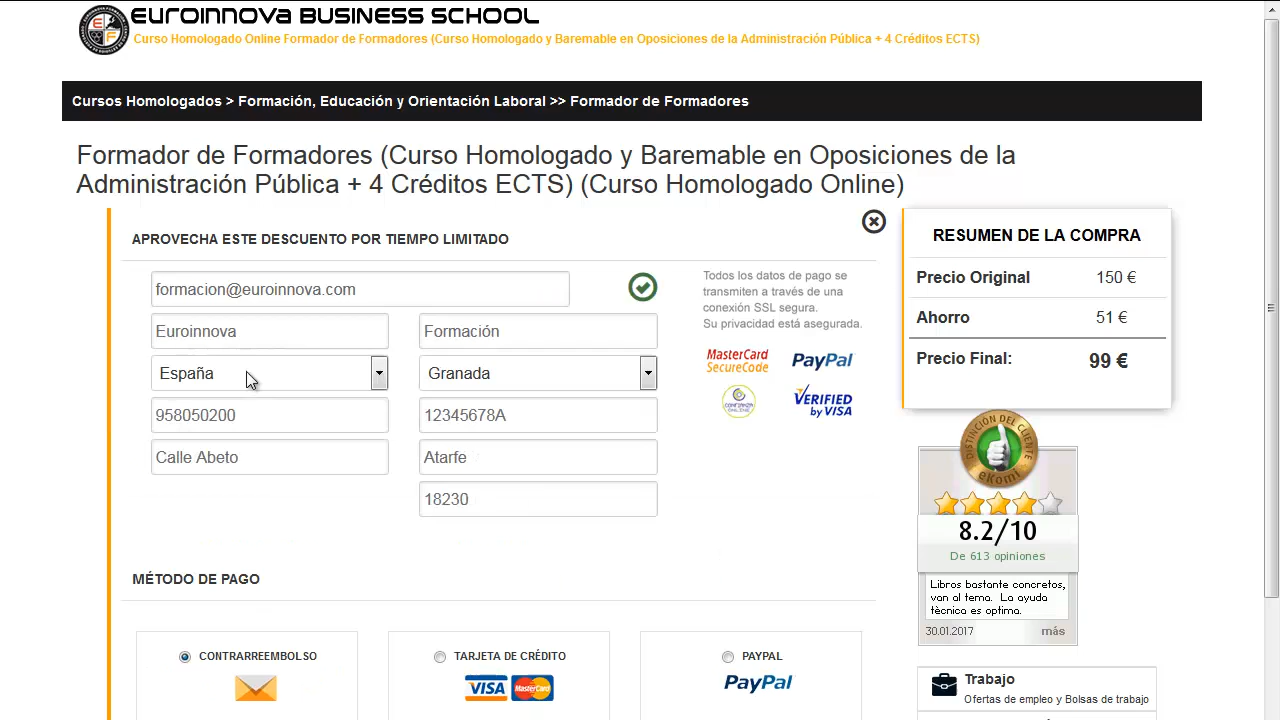 EUROINNOVA BUSINESS SCHOOL
Curso Homologado Online Formador de Formadores (Curso Homologado y Baremable en Oposiciones de la Administración Pública + 4 Créditos ECTS)
Cursos Homologados > Formación, Educación y Orientación Laboral >> Formador de Formadores
Formador de Formadores (Curso Homologado y Baremable en Oposiciones de la
Administración Pública + 4 Créditos ECTS) (Curso Homologado Online)
APROVECHA ESTE DESCUENTO POR TIEMPO LIMITADO
formacion@euroinnova.com
Euroinnova
Formación
España
Granada
958050200
12345678A
Calle Abeto
Atarfe
18230
Todos los datos de pago se
transmiten a través de una
conexión SSL segura.
Su privacidad está asegurada.
MasterCard
SecureCode
PayPal
CONFIANZA
ONLINE
VERIFIED
by VISA
RESUMEN DE LA COMPRA
Precio Original 150 €
Ahorro 51 €
Precio Final: 99 €
DISTINCIÓN DEL CLIENTE
eKomi
8.2/10
De 613 opiniones
Libros bastante concretos,
van al tema. La ayuda
tècnica es optima.
30.01.2017 más
Trabajo
Ofertas de empleo y Bolsas de trabajo
MÉTODO DE PAGO
CONTRARREEMBOLSO
TARJETA DE CRÉDITO
VISA
MasterCard
PAYPAL
PayPal